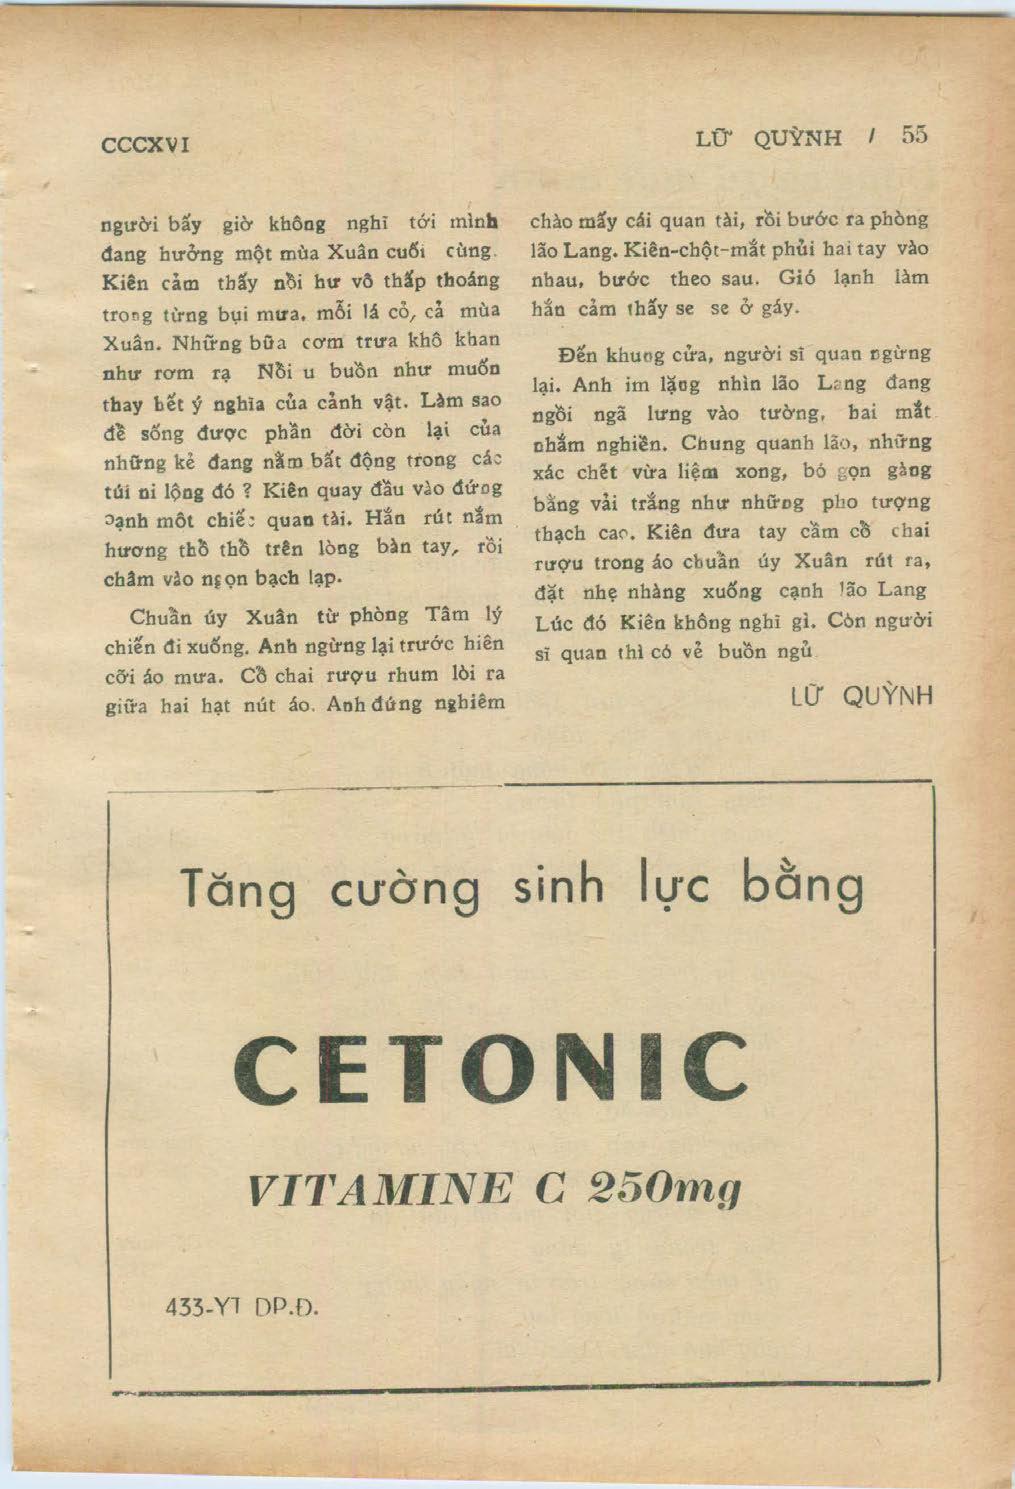 CCCXVI
LỮ QUỲNH / 55
người bấy giờ không nghĩ tới mình
đang hưởng một mùa Xuân cuối cùng.
Kiên cảm thấy nỗi hư vô thấp thoáng
trong từng bụi mưa, mỗi lá cỏ, cả mùa
Xuân. Những bữa cơm trưa khô khan
như rơm rạ Nỗi u buồn như muốn
thay hết ý nghĩa của cảnh vật. Làm sao
để sống được phần đời còn lại của
những kẻ đang nằm bất động trong các
túi ni lộng đó ? Kiên quay đầu vào đứng
cạnh một chiếc quan tài. Hắn rút nắm
hương thổ thổ trên lòng bàn tay, rồi
châm vào ngọn bạch lạp.
Chuẩn úy Xuân từ phòng Tâm lý
chiến đi xuống. Anh ngừng lại trước hiên
cỡi áo mưa. Cổ chai rượu rhum lòi ra
giữa hai hạt nút áo. Anh đứng nghiêm
chào mấy cái quan tài, rồi bước ra phòng
lão Lang. Kiên-chột-mắt phủi hai tay vào
nhau, bước theo sau. Gió lạnh làm
hắn cảm thấy se se ở gáy.
Đến khung cửa, người sĩ quan ngừng
lại. Anh im lặng nhìn lão Lang đang
ngồi ngã lưng vào tường, hai mắt
nhắm nghiền. Chung quanh lão, những
xác chết vừa liệm xong, bó gọn gàng
bằng vải trắng như những pho tượng
thạch cao. Kiên đưa tay cầm cổ chai
rượu trong áo chuẩn úy Xuân rút ra,
đặt nhẹ nhàng xuống cạnh lão Lang
Lúc đó Kiên không nghĩ gì. Còn người
sĩ quan thì có vẻ buồn ngủ
LỮ QUỲNH
Tăng cường sinh lực bằng
CETONIC
VITAMINE C 250mg
433-YT DP.Đ.